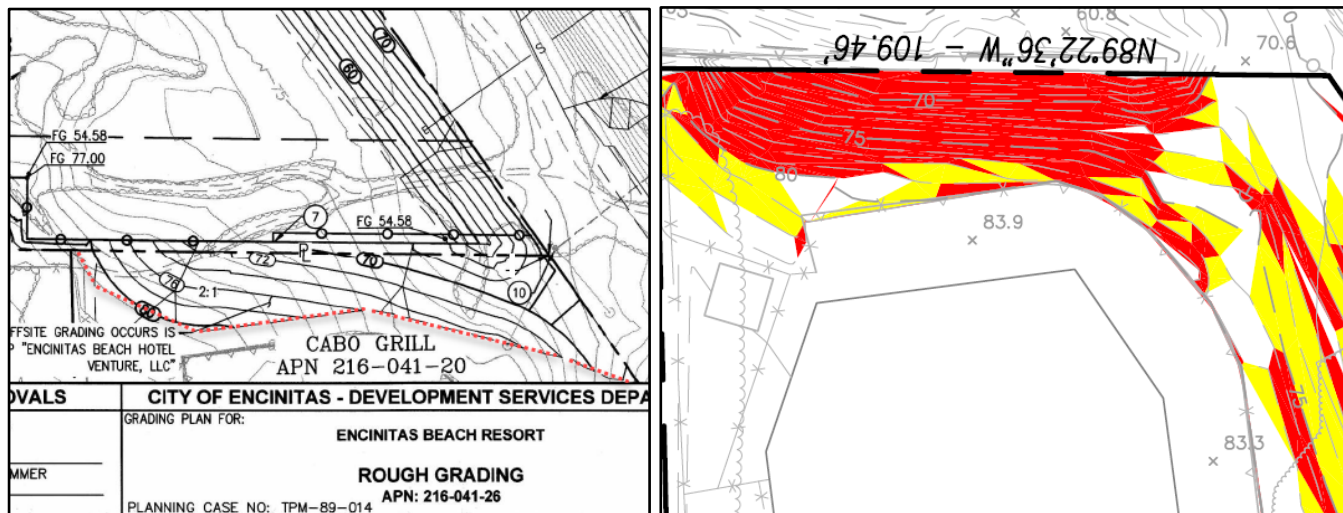 70
60
75
S
FG 54.58
FG 77.00
7
FG 54.58
72
70
76
2:1
80
10
FFSITE GRADING OCCURS IS
"ENCINITAS BEACH HOTEL
VENTURE, LLC"
CABO GRILL
APN 216-041-20
OVALS
CITY OF ENCINITAS - DEVELOPMENT SERVICES DEPA
GRADING PLAN FOR:
ENCINITAS BEACH RESORT
MMER
ROUGH GRADING
APN: 216-041-26
PLANNING CASE NO: TPM-89-014
60.8
70.6
N89°22'36"W - 109.46'
70
75
80
83.9
75
83.3